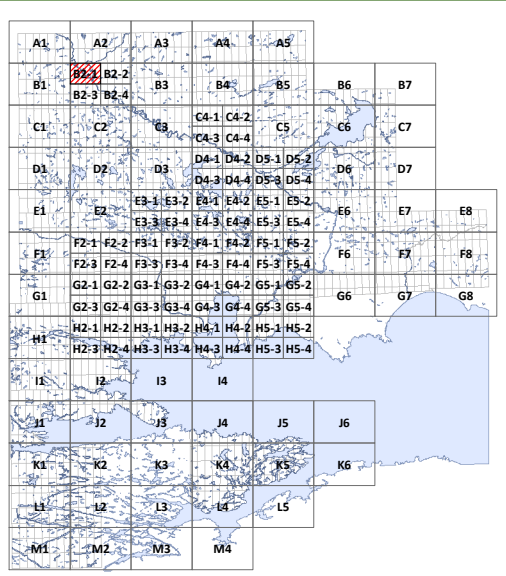 A1 A2 A3 A4 A5
B2-1 B2-2
B1 B3 B4 B5 B6 B7
B2-3 B2-4
C4-1 C4-2
C1 C2 C3 C5 C6 C7
C4-3 C4-4
D4-1 D4-2 D5-1 D5-2
D1 D2 D3 D6 D7
D4-3 D4-4 D5-3 D5-4
E3-1 E3-2 E4-1 E4-2 E5-1 E5-2
E1 E2 E6 E7 E8
E3-3 E3-4 E4-3 E4-4 E5-3 E5-4
F2-1 F2-2 F3-1 F3-2 F4-1 F4-2 F5-1 F5-2
F1 F6 F7 F8
F2-3 F2-4 F3-3 F3-4 F4-3 F4-4 F5-3 F5-4
G2-1 G2-2 G3-1 G3-2 G4-1 G4-2 G5-1 G5-2
G1 G6 G7 G8
G2-3 G2-4 G3-3 G3-4 G4-3 G4-4 G5-3 G5-4
H2-1 H2-2 H3-1 H3-2 H4-1 H4-2 H5-1 H5-2
H1
H2-3 H2-4 H3-3 H3-4 H4-3 H4-4 H5-3 H5-4
I1 I2 I3 I4
J1 J2 J3 J4 J5 J6
K1 K2 K3 K4 K5 K6
L1 L2 L3 L4 L5
M1 M2 M3 M4